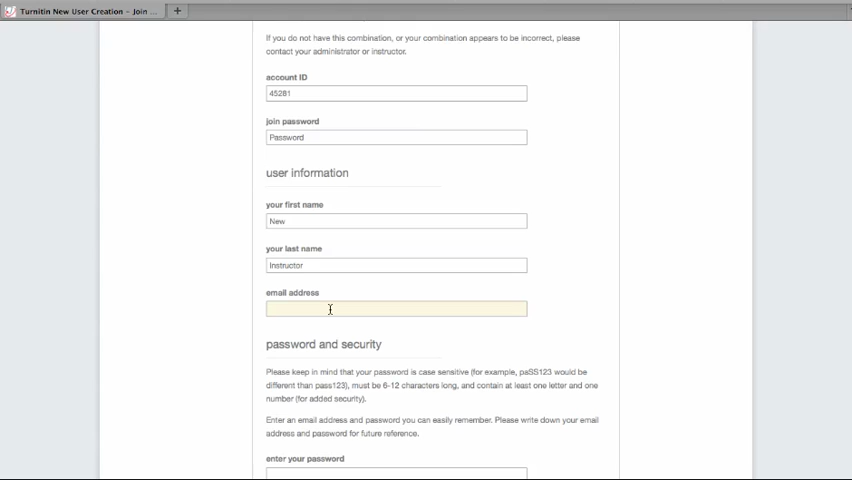 Turnitin New User Creation – Join ...
+
If you do not have this combination, or your combination appears to be incorrect, please
contact your administrator or instructor.
account ID
45281
join password
Password
user information
your first name
New
your last name
Instructor
email address
password and security
Please keep in mind that your password is case sensitive (for example, paSS123 would be
different than pass123), must be 6-12 characters long, and contain at least one letter and one
number (for added security).
Enter an email address and password you can easily remember. Please write down your email
address and password for future reference.
enter your password